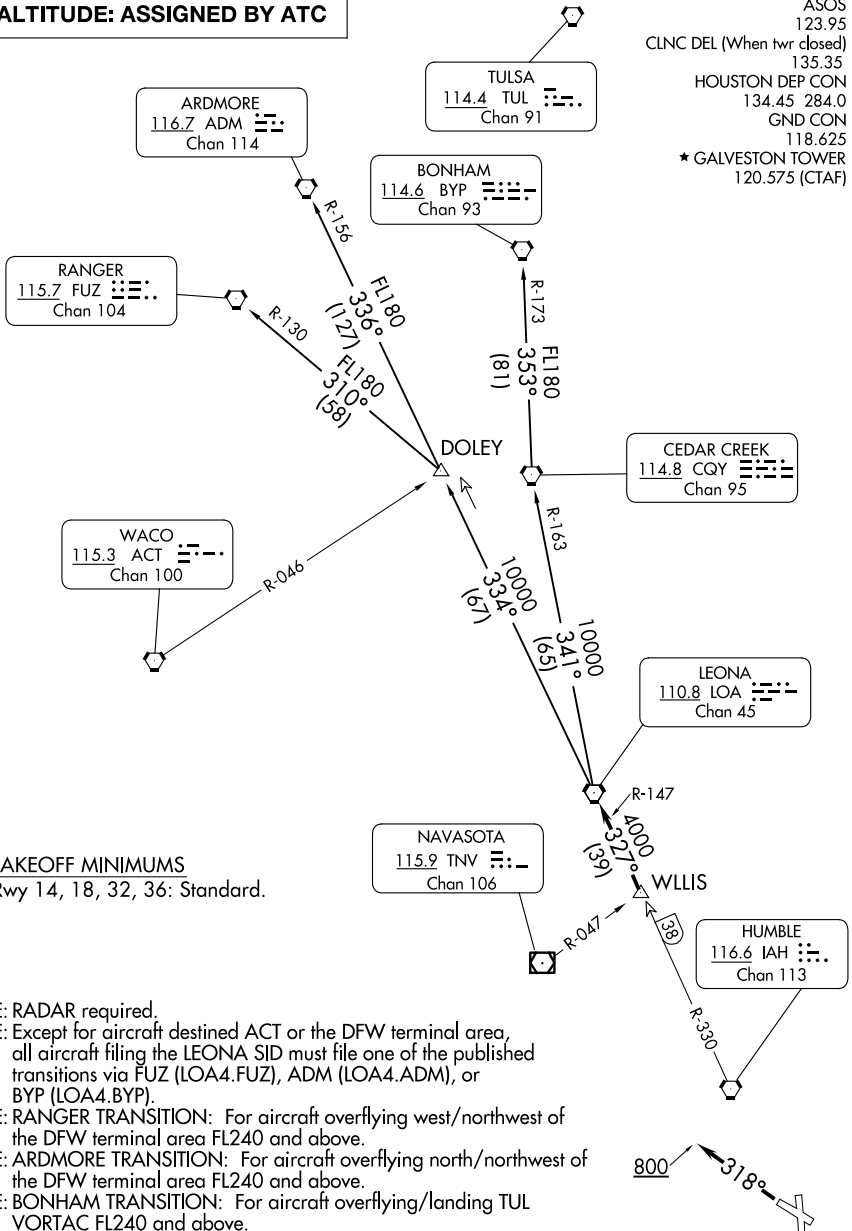 ALTITUDE: ASSIGNED BY ATC
ASOS
123.95
CLNC DEL (When twr closed)
135.35
HOUSTON DEP CON
134.45 284.0
GND CON
118.625
★ GALVESTON TOWER
120.575 (CTAF)
TULSA
114.4 TUL
Chan 91
ARDMORE
116.7 ADM
Chan 114
BONHAM
114.6 BYP
Chan 93
RANGER
115.7 FUZ
Chan 104
R-156
R-173
R-130
FL180
336°
(127)
FL180
310°
(58)
FL180
353°
(81)
DOLEY
CEDAR CREEK
114.8 CQY
Chan 95
R-163
WACO
115.3 ACT
Chan 100
R-046
10000
334°
(67)
10000
341°
(65)
LEONA
110.8 LOA
Chan 45
R-147
4000
327°
(39)
NAVASOTA
115.9 TNV
Chan 106
WLLIS
R-047
38
HUMBLE
116.6 IAH
Chan 113
R-330
AKEOFF MINIMUMS
Rwy 14, 18, 32, 36: Standard.
E: RADAR required.
E: Except for aircraft destined ACT or the DFW terminal area,
all aircraft filing the LEONA SID must file one of the published
transitions via FUZ (LOA4.FUZ), ADM (LOA4.ADM), or
BYP (LOA4.BYP).
E: RANGER TRANSITION: For aircraft overflying west/northwest of
the DFW terminal area FL240 and above.
E: ARDMORE TRANSITION: For aircraft overflying north/northwest of
the DFW terminal area FL240 and above.
E: BONHAM TRANSITION: For aircraft overflying/landing TUL
VORTAC FL240 and above.
800
318°